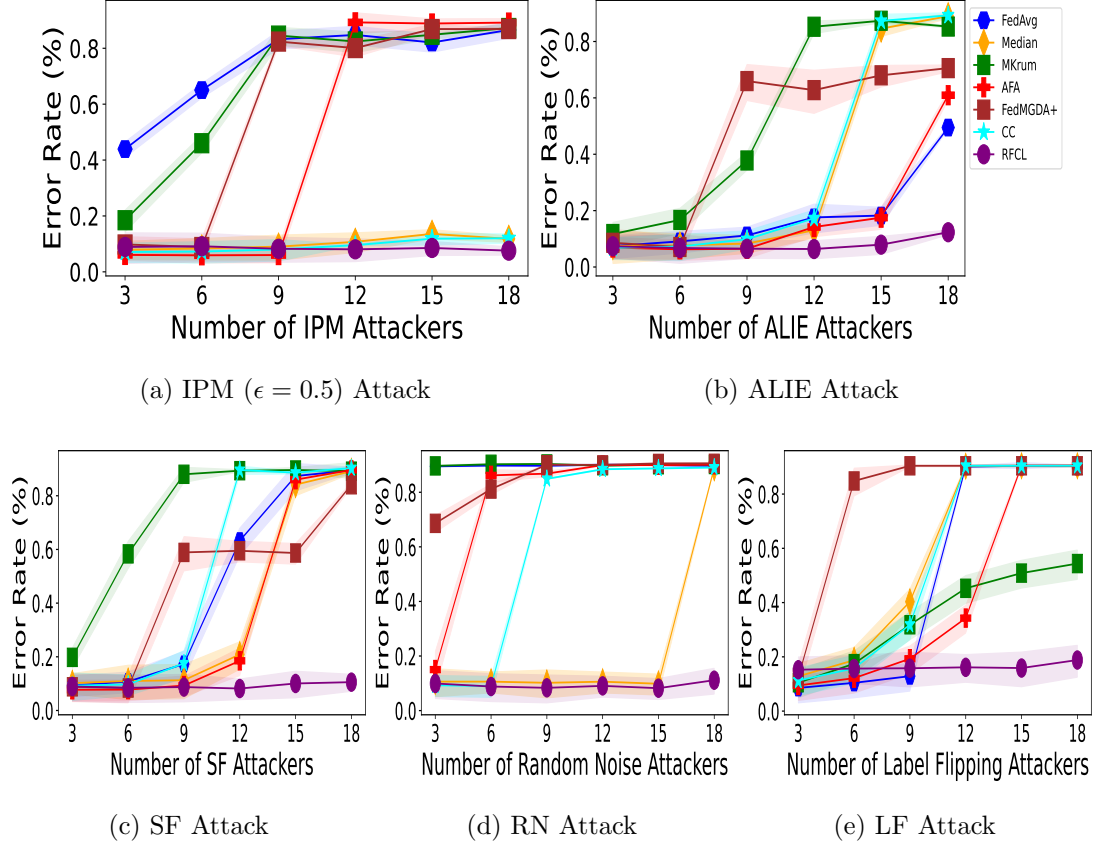 Error Rate (%)
0.8
0.6
0.4
0.2
0.0
3 6 9 12 15 18
Number of IPM Attackers
(a) IPM (ϵ = 0.5) Attack
Error Rate (%)
0.8
0.6
0.4
0.2
0.0
3 6 9 12 15 18
Number of ALIE Attackers
(b) ALIE Attack
FedAvg
Median
MKrum
AFA
FedMGDA+
CC
RFCL
Error Rate (%)
0.8
0.6
0.4
0.2
0.0
3 6 9 12 15 18
Number of SF Attackers
(c) SF Attack
Error Rate (%)
0.8
0.6
0.4
0.2
0.0
3 6 9 12 15 18
Number of Random Noise Attackers
(d) RN Attack
Error Rate (%)
0.8
0.6
0.4
0.2
0.0
3 6 9 12 15 18
Number of Label Flipping Attackers
(e) LF Attack